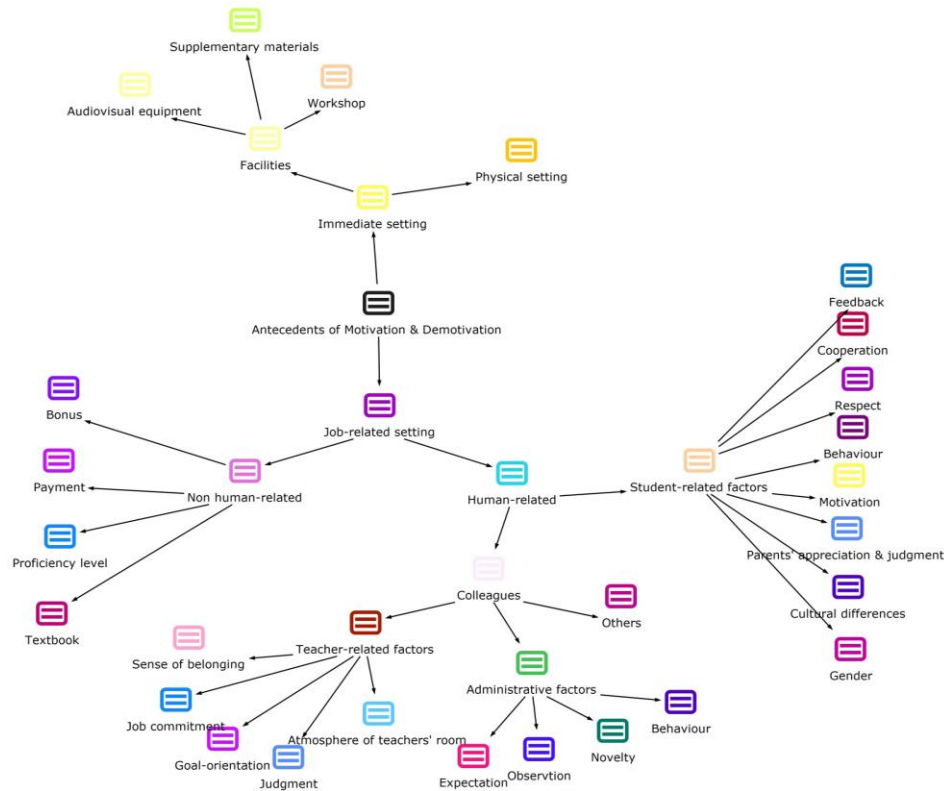 Supplementary materials
Workshop
Audiovisual equipment
Facilities
Physical setting
Immediate setting
Feedback
Antecedents of Motivation & Demotivation
Cooperation
Respect
Bonus
Job-related setting
Behaviour
Payment
Non human-related
Human-related
Student-related factors
Motivation
Parents' appreciation & judgment
Proficiency level
Colleagues
Cultural differences
Others
Textbook
Teacher-related factors
Sense of belonging
Gender
Administrative factors
Job commitment
Behaviour
Atmosphere of teachers' room
Goal-orientation
Novelty
Judgment
Expectation
Observtion